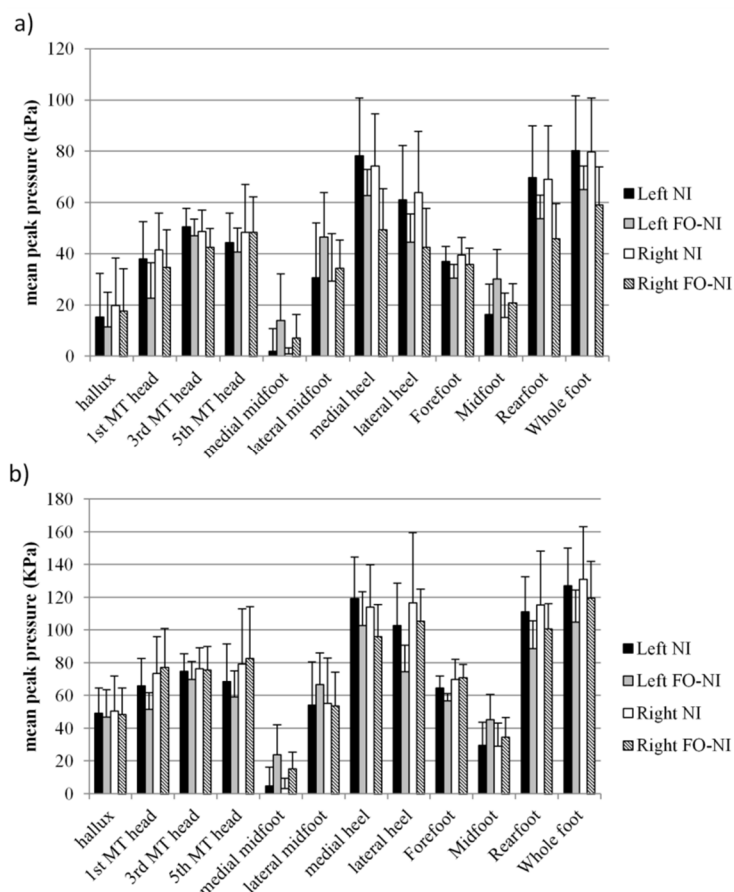 a)
mean peak pressure (kPa)
120
100
80
60
40
20
0
hallux
1st MT head
3rd MT head
5th MT head
medial midfoot
lateral midfoot
medial heel
lateral heel
Forefoot
Midfoot
Rearfoot
Whole foot
Left NI
Left FO-NI
Right NI
Right FO-NI
b)
mean peak pressure (KPa)
180
160
140
120
100
80
60
40
20
0
hallux
1st MT head
3rd MT head
5th MT head
medial midfoot
lateral midfoot
medial heel
lateral heel
Forefoot
Midfoot
Rearfoot
Whole foot
Left NI
Left FO-NI
Right NI
Right FO-NI